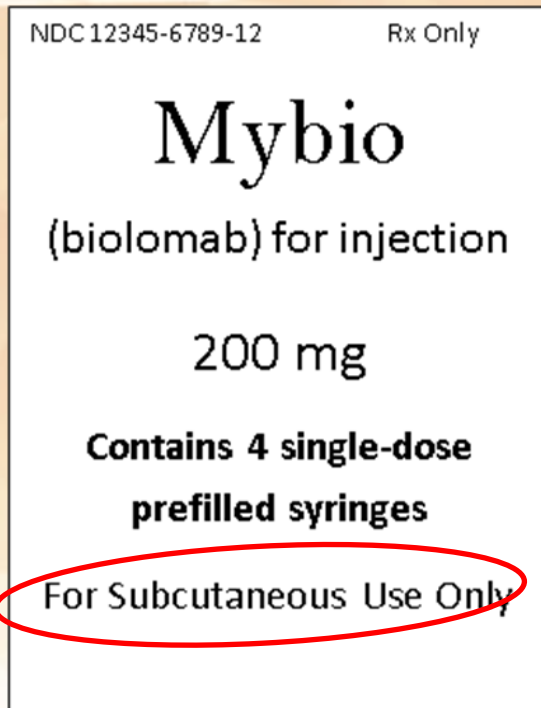 NDC 12345-6789-12 Rx Only
Mybio
(biolomab) for injection
200 mg
Contains 4 single-dose
prefilled syringes
For Subcutaneous Use Only